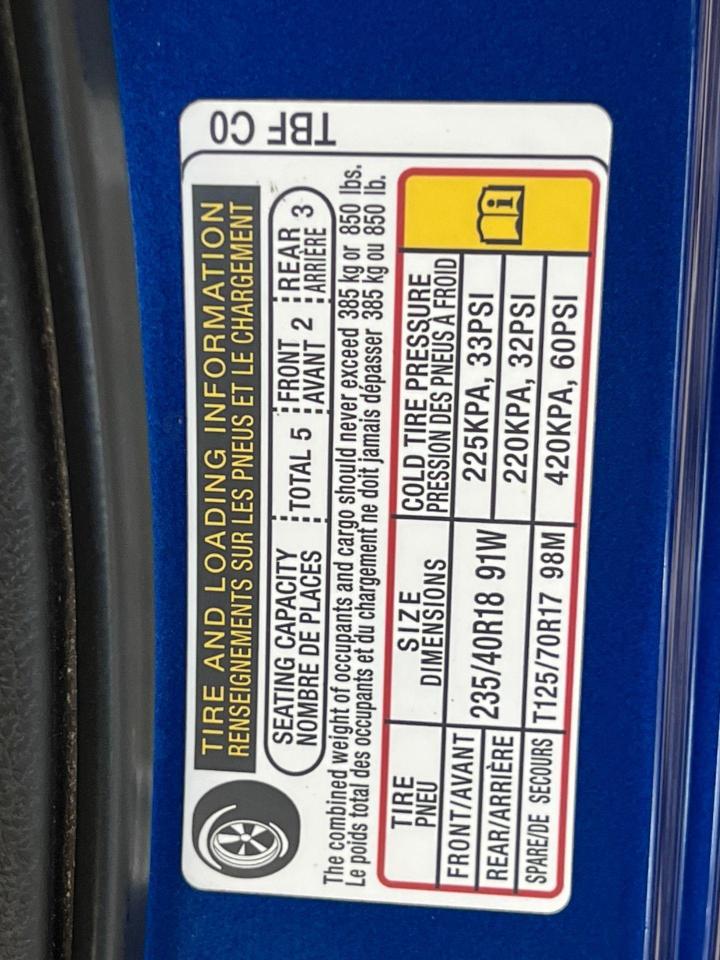 TIRE AND LOADING INFORMATION
RENSEIGNEMENTS SUR LES PNEUS ET LE CHARGEMENT
SEATING CAPACITY TOTAL 5 FRONT 2 REAR 3
NOMBRE DE PLACES AVANT ARRIÈRE
The combined weight of occupants and cargo should never exceed 385 kg or 850 lbs.
Le poids total des occupants et du chargement ne doit jamais dépasser 385 kg ou 850 lb.
TIRE SIZE COLD TIRE PRESSURE
PNEU DIMENSIONS PRESSION DES PNEUS À FROID
FRONT/AVANT 235/40R18 91W 225KPA, 33PSI
REAR/ARRIÈRE 220KPA, 32PSI
SPARE/DE SECOURS T125/70R17 98M 420KPA, 60PSI
TBF C0